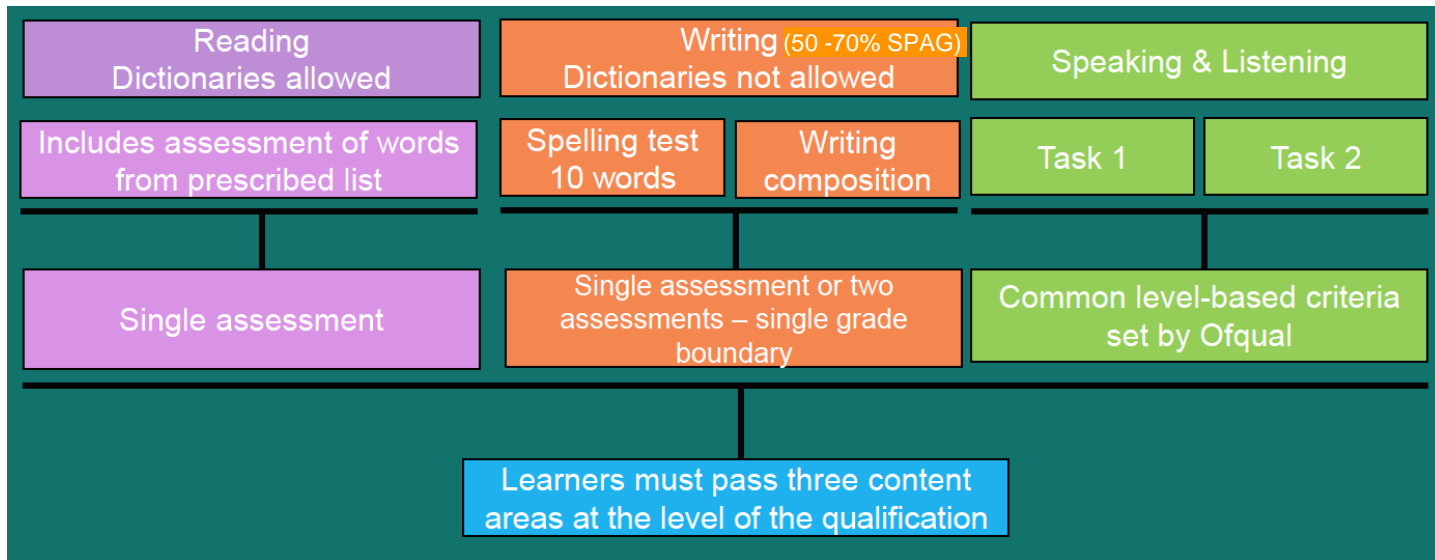 Reading
Dictionaries allowed
Writing (50 -70% SPAG)
Dictionaries not allowed
Speaking & Listening
Includes assessment of words
from prescribed list
Spelling test
10 words
Writing
composition
Task 1
Task 2
Single assessment
Single assessment or two
assessments – single grade
boundary
Common level-based criteria
set by Ofqual
Learners must pass three content
areas at the level of the qualification